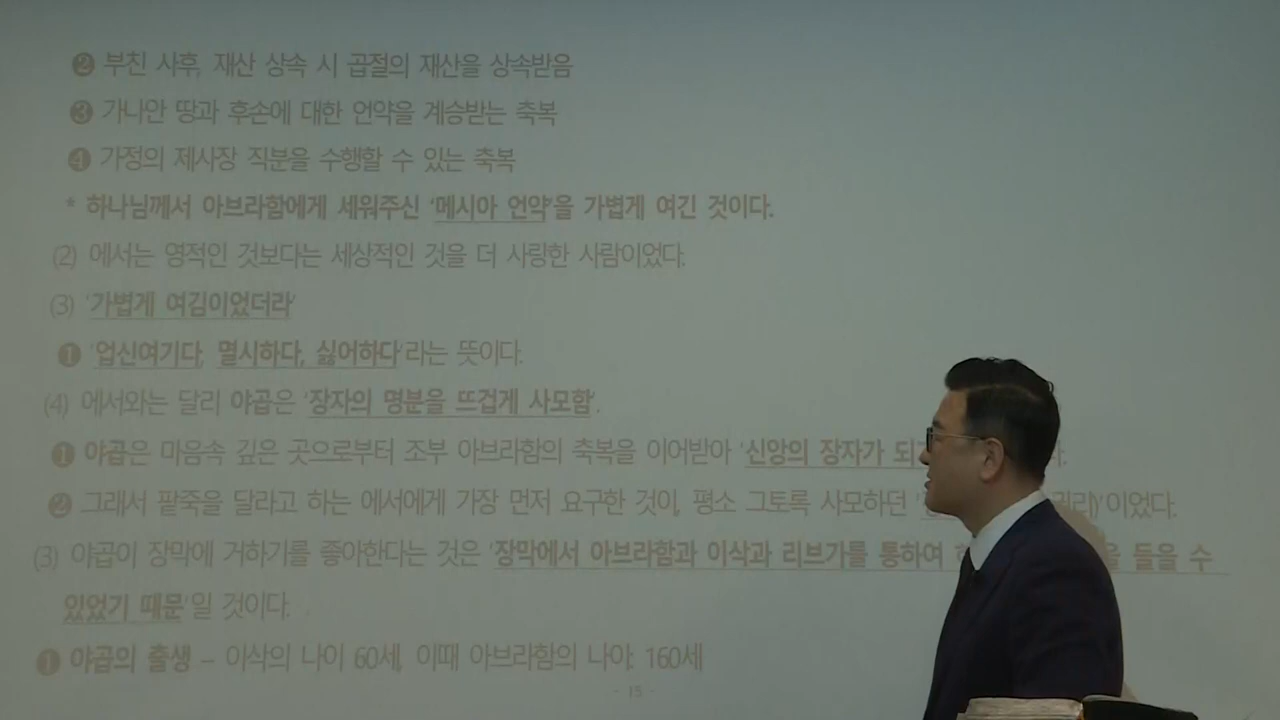 ❷ 부친 사후, 재산 상속 시 곱절의 재산을 상속받음
❸ 가나안 땅과 후손에 대한 언약을 계승받는 축복
❹ 가정의 제사장 직분을 수행할 수 있는 축복
* 하나님께서 아브라함에게 세워주신 '메시아 언약'을 가볍게 여긴 것이다.
(2) 에서는 영적인 것보다는 세상적인 것을 더 사랑한 사람이었다.
(3) '가볍게 여김이었더라'
❶ '업신여기다, 멸시하다, 싫어하다'라는 뜻이다.
(4) 에서와는 달리 야곱은 '장자의 명분을 뜨겁게 사모함'.
❶ 야곱은 마음속 깊은 곳으로부터 조부 아브라함의 축복을 이어받아 '신앙의 장자가
❷ 그래서 팥죽을 달라고 하는 에서에게 가장 먼저 요구한 것이, 평소 그토록 사모하던 '이었다.
(3) 야곱이 장막에 거하기를 좋아한다는 것은 '장막에서 아브라함과 이삭과 리브가를 통하여 들을 수
있었기 때문'일 것이다.
❶ 야곱의 출생 – 이삭의 나이 60세, 이때 아브라함의 나이: 160세
- 15 -